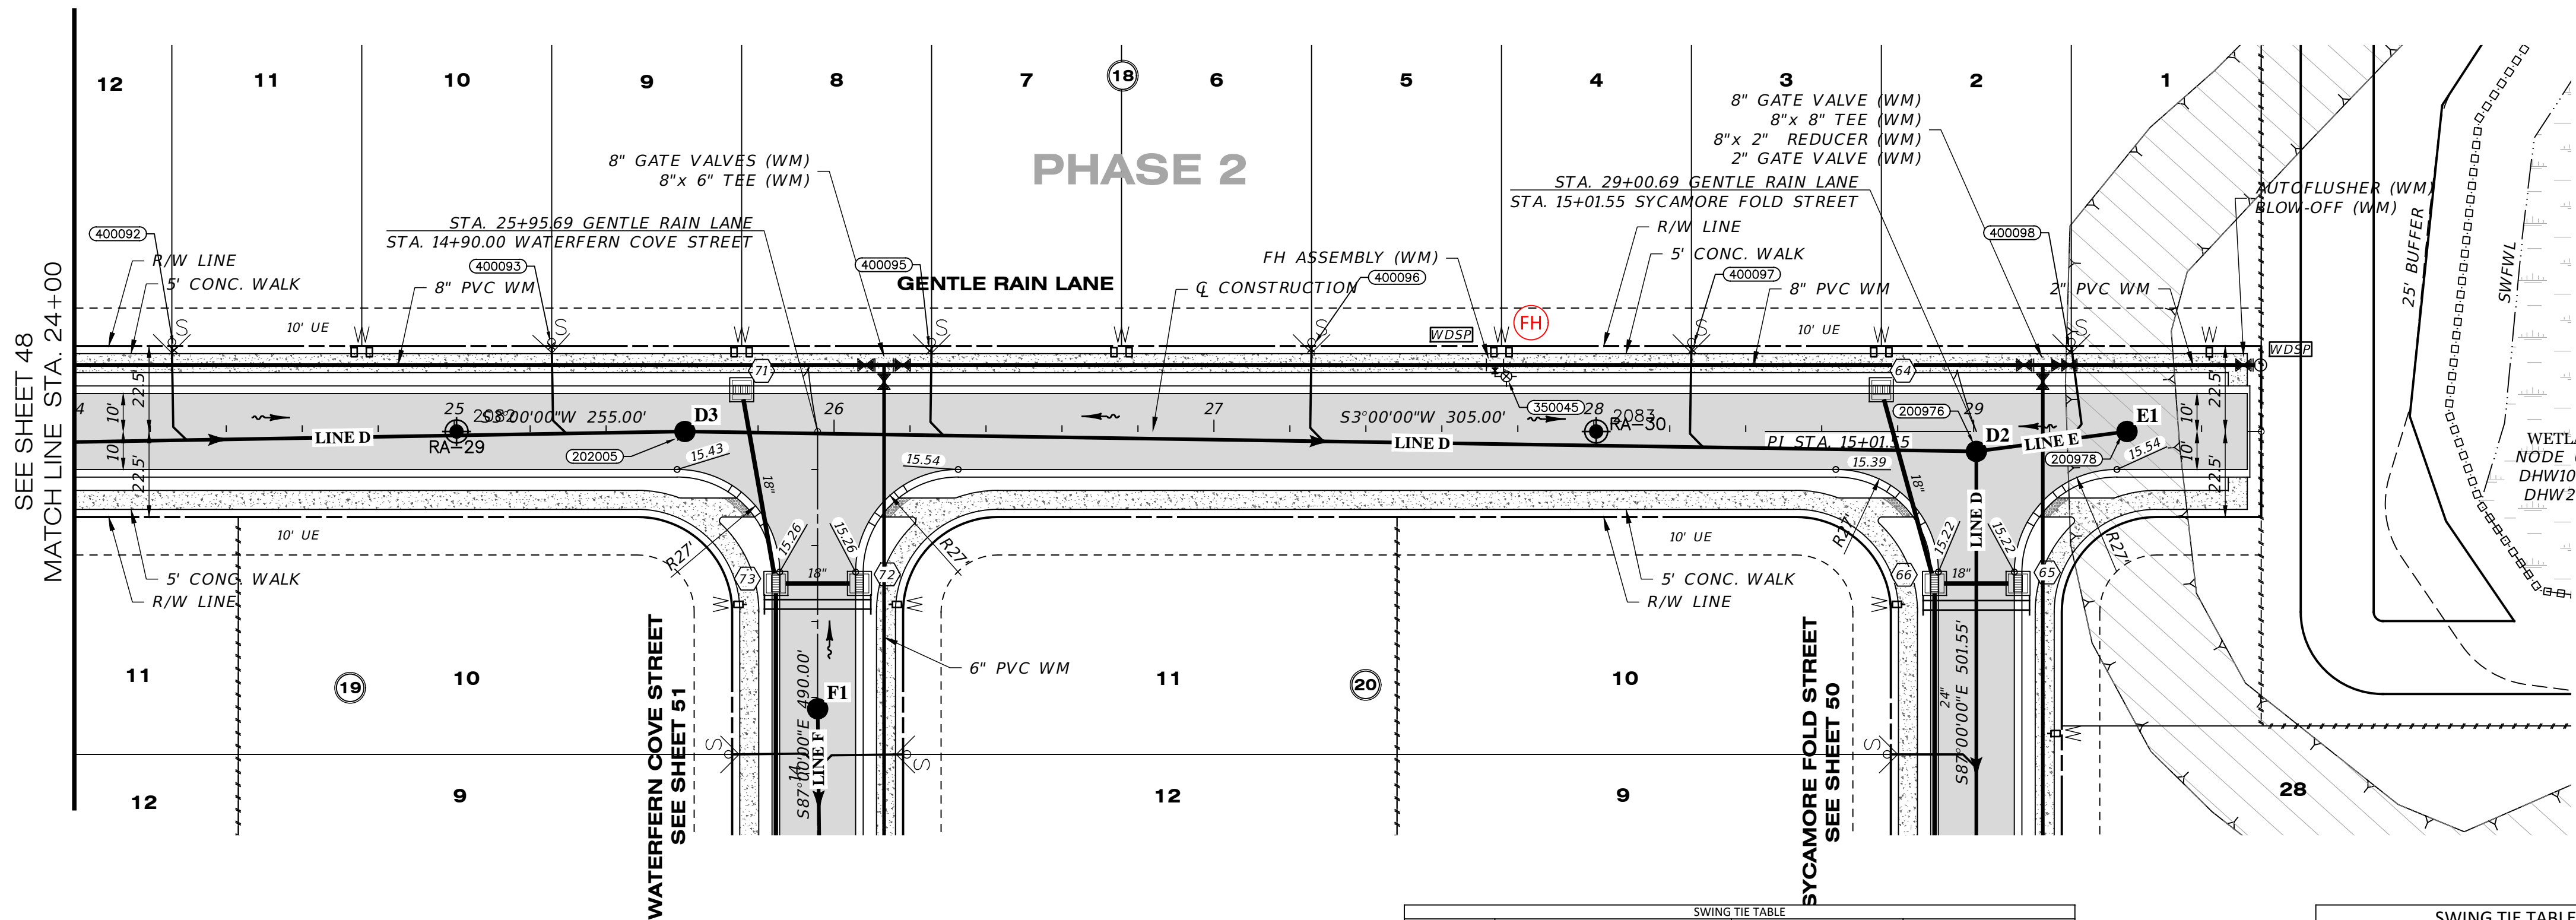 12
11
10
9
8
7
18
6
5
4
3
2
1
PHASE 2
8" GATE VALVES (WM)
8"x 6" TEE (WM)
8" GATE VALVE (WM)
8"x 8" TEE (WM)
8"x 2" REDUCER (WM)
2" GATE VALVE (WM)
STA. 25+95.69 GENTLE RAIN LANE
STA. 14+90.00 WATERFERN COVE STREET
STA. 29+00.69 GENTLE RAIN LANE
STA. 15+01.55 SYCAMORE FOLD STREET
AUTOFLUSHER (WM)
BLOW-OFF (WM)
25' BUFFER
SWFWL
SEE SHEET 48
MATCH LINE STA. 24+00
400092
R/W LINE
5' CONC. WALK
400093
8" PVC WM
400095
GENTLE RAIN LANE
℄ CONSTRUCTION
FH ASSEMBLY (WM)
400096
R/W LINE
5' CONC. WALK
400097
8" PVC WM
400098
2" PVC WM
10' UE
10' UE
S
W
S
W
S
W
S
W
S
W
S
W
WDSP
FH
WDSP
71
64
22.5'
10'
10'
22.5'
4
25
2082
S3°00'00"W 255.00'
RA-29
LINE D
D3
202005
26
27
S3°00'00"W 305.00'
LINE D
350045
28
2083
RA-30
200976
29
PI STA. 15+01.55
D2
LINE E
E1
200978
22.5'
10'
10'
22.5'
15.43
15.54
15.39
15.54
18"
18"
LINE D
WETLA
NODE
DHW10
DHW2
10' UE
R27'
15.26
15.26
R27'
10' UE
R27'
15.22
15.22
R27'
5' CONC. WALK
R/W LINE
73
18"
72
5' CONC. WALK
R/W LINE
66
18"
65
W
W
W
W
11
19
10
WATERFERN COVE STREET
SEE SHEET 51
S87°00'00"E 490.00'
14
F1
LINE F
6" PVC WM
11
20
10
SYCAMORE FOLD STREET
SEE SHEET 50
24"
S87°00'00"E 501.55'
S
S
S
12
9
12
9
28
SWING TIE TABLE
SWING TIE TABLE